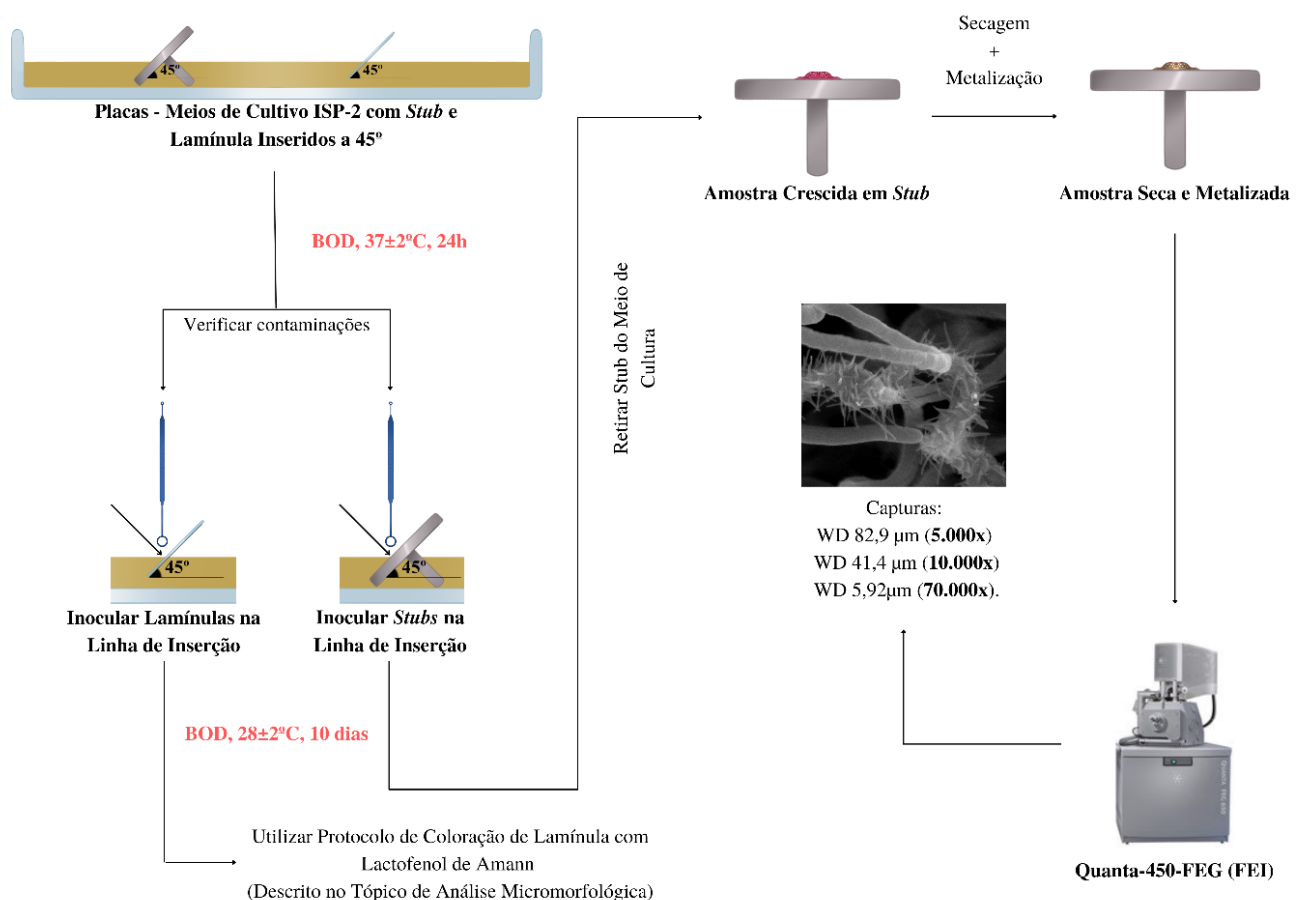 45º
45º
Placas - Meios de Cultivo ISP-2 com Stub e
Lamínula Inseridos a 45º
BOD, 37±2ºC, 24h
Verificar contaminações
45º
45º
Inocular Lamínulas na
Linha de Inserção
Inocular Stubs na
Linha de Inserção
BOD, 28±2ºC, 10 dias
Utilizar Protocolo de Coloração de Lamínula com
Lactofenol de Amann
(Descrito no Tópico de Análise Micromorfológica)
Retirar Stub do Meio de
Cultura
Amostra Crescida em Stub
Secagem
+
Metalização
Amostra Seca e Metalizada
Capturas:
WD 82,9 µm (5.000x)
WD 41,4 µm (10.000x)
WD 5,92µm (70.000x).
Quanta-450-FEG (FEI)